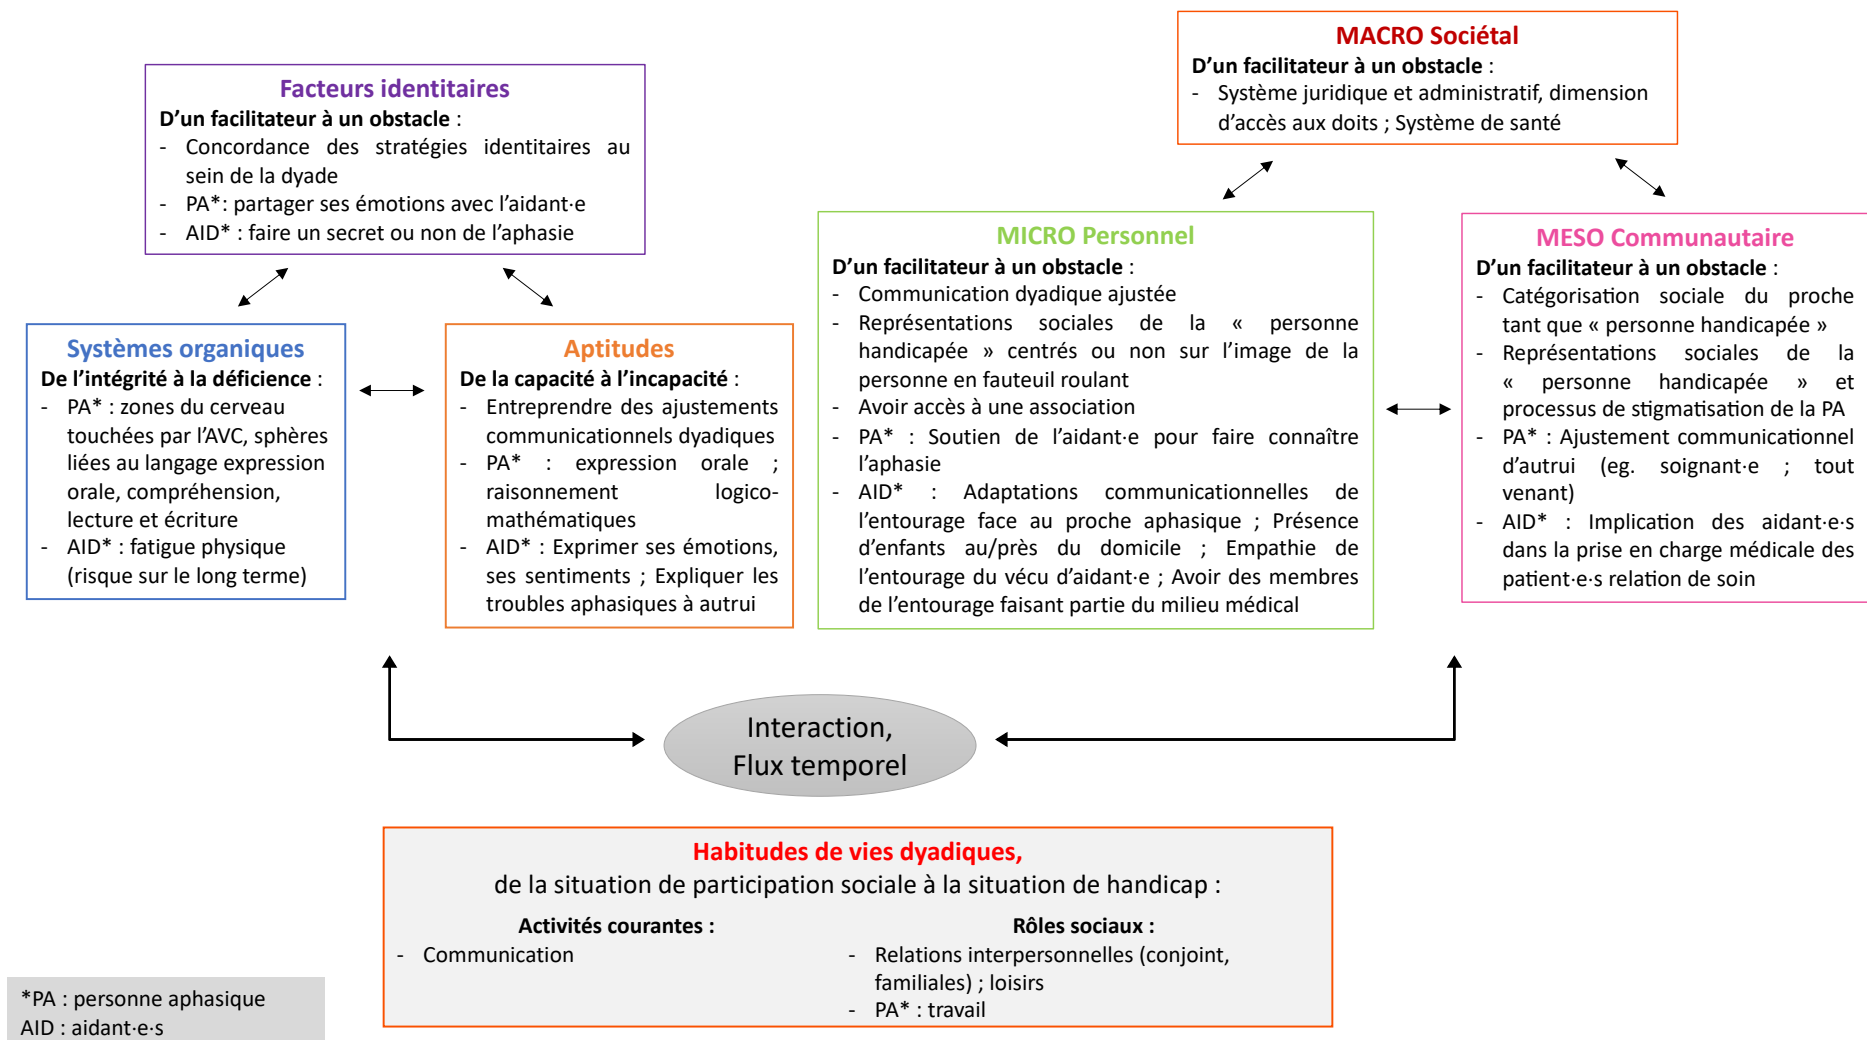 MACRO Sociétal
D'un facilitateur à un obstacle :
- Système juridique et administratif, dimension
d'accès aux doits ; Système de santé
Facteurs identitaires
D'un facilitateur à un obstacle :
- Concordance des stratégies identitaires au
sein de la dyade
- PA*: partager ses émotions avec l'aidant·e
- AID* : faire un secret ou non de l'aphasie
Systèmes organiques
De l'intégrité à la déficience :
- PA* : zones du cerveau
touchées par l'AVC, sphères
liées au langage expression
orale, compréhension,
lecture et écriture
- AID* : fatigue physique
(risque sur le long terme)
Aptitudes
De la capacité à l'incapacité :
- Entreprendre des ajustements
communicationnels dyadiques
- PA* : expression orale ;
raisonnement logico-
mathématiques
- AID* : Exprimer ses émotions,
ses sentiments ; Expliquer les
troubles aphasiques à autrui
MICRO Personnel
D'un facilitateur à un obstacle :
- Communication dyadique ajustée
- Représentations sociales de la « personne
handicapée » centrés ou non sur l'image de la
personne en fauteuil roulant
- Avoir accès à une association
- PA* : Soutien de l'aidant·e pour faire connaître
l'aphasie
- AID* : Adaptations communicationnelles de
l'entourage face au proche aphasique ; Présence
d'enfants au/près du domicile ; Empathie de
l'entourage du vécu d'aidant·e ; Avoir des membres
de l'entourage faisant partie du milieu médical
MESO Communautaire
D'un facilitateur à un obstacle :
- Catégorisation sociale du proche
tant que « personne handicapée »
- Représentations sociales de la
« personne handicapée » et
processus de stigmatisation de la PA
- PA* : Ajustement communicationnel
d'autrui (eg. soignant·e ; tout
venant)
- AID* : Implication des aidant·e·s
dans la prise en charge médicale des
patient·e·s relation de soin
Interaction,
Flux temporel
Habitudes de vies dyadiques,
de la situation de participation sociale à la situation de handicap :
Activités courantes :
- Communication
Rôles sociaux :
- Relations interpersonnelles (conjoint,
familiales) ; loisirs
- PA* : travail
*PA : personne aphasique
AID : aidant·e·s